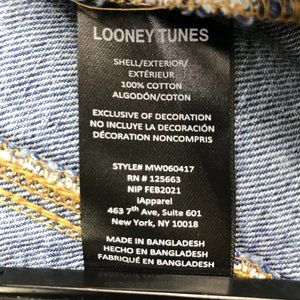 LOONEY TUNES
SHELL/EXTERIOR/
EXTÉRIEUR
100% COTTON
ALGODÓN/COTON
EXCLUSIVE OF DECORATION
NO INCLUYE LA DECORACIÓN
DÉCORATION NONCOMPRIS
STYLE# MW060417
RN # 125663
NIP FEB2021
iApparel
463 7th Ave, Suite 601
New York, NY 10018
MADE IN BANGLADESH
HECHO EN BANGLADESH
FABRIQUÉ EN BANGLADESH